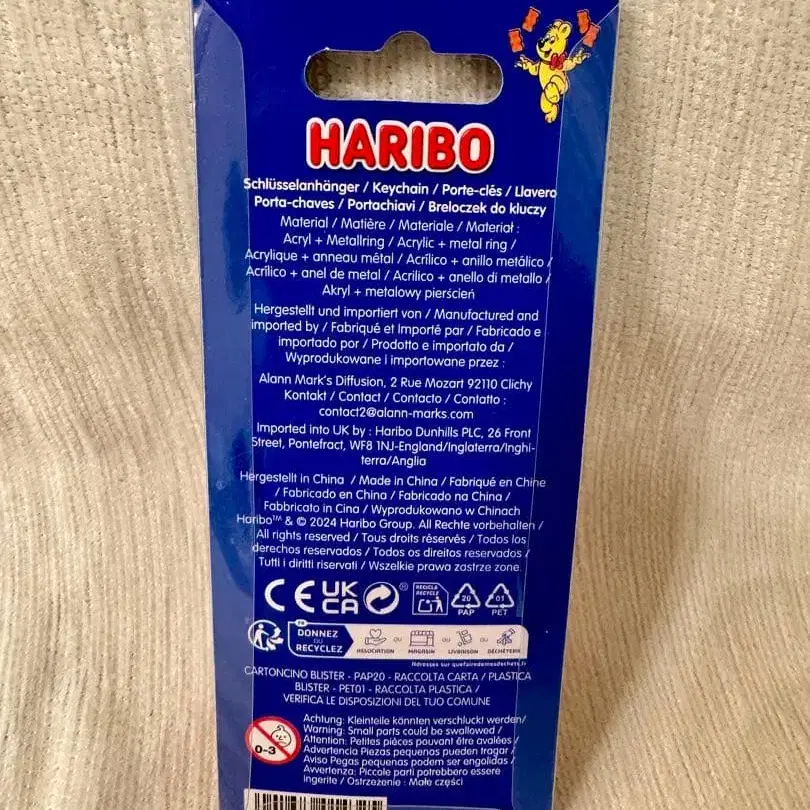 HARIBO
Schlüsselanhänger / Keychain / Porte-clés / Llavero
Porta-chaves / Portachiavi / Breloczek do kluczy
Material / Matière / Materiale / Materiał :
Acryl + Metallring / Acrylic + metal ring /
Acrylique + anneau métal / Acrílico + anillo metálico /
Acrílico + anel de metal / Acrilico + anello di metallo /
Akryl + metalowy pierścień
Hergestellt und importiert von / Manufactured and
imported by / Fabriqué et Importé par / Fabricado e
importado por / Prodotto e importato da /
Wyprodukowane i importowane przez :
Alann Mark's Diffusion, 2 Rue Mozart 92110 Clichy
Kontakt / Contact / Contacto / Contatto :
contact2@alann-marks.com
Imported into UK by : Haribo Dunhills PLC, 26 Front
Street, Pontefract, WF8 1NJ-England/Inglaterra/Inghi-
terra/Anglia
Hergestellt in China / Made in China / Fabriqué en Chine
/ Fabricado en China / Fabricado na China /
Fabbricato in Cina / Wyprodukowano w Chinach
Haribo™ & © 2024 Haribo Group. All Rechte vorbehalten /
All rights reserved / Tous droits réservés / Todos los
derechos reservados / Todos os direitos reservados /
Tutti i diritti riservati / Wszelkie prawa zastrze zone.
CE UK CA ® RECICLA RECYCLE 20 PAP 01 PET
FR
DONNEZ OU RECYCLEZ ASSOCIATION OU MAGASIN OU LIVRAISON OU DÉCHÈTERIE
Adresses sur quefairedemesdechets.fr
CARTONCINO BLISTER - PAP20 - RACCOLTA CARTA / PLASTICA
BLISTER - PET01 - RACCOLTA PLASTICA /
VERIFICA LE DISPOSIZIONI DEL TUO COMUNE
0-3
Achtung: Kleinteile könnten verschluckt werden/
Warning: Small parts could be swallowed /
Attention: Petites pièces pouvant être avalées /
Advertencia Piezas pequenas pueden tragar /
Aviso Pegas pequenas podem ser engolidas /
Avvertenza: Piccole parti potrebbero essere
Ingerite / Ostrzeżenie : Małe części